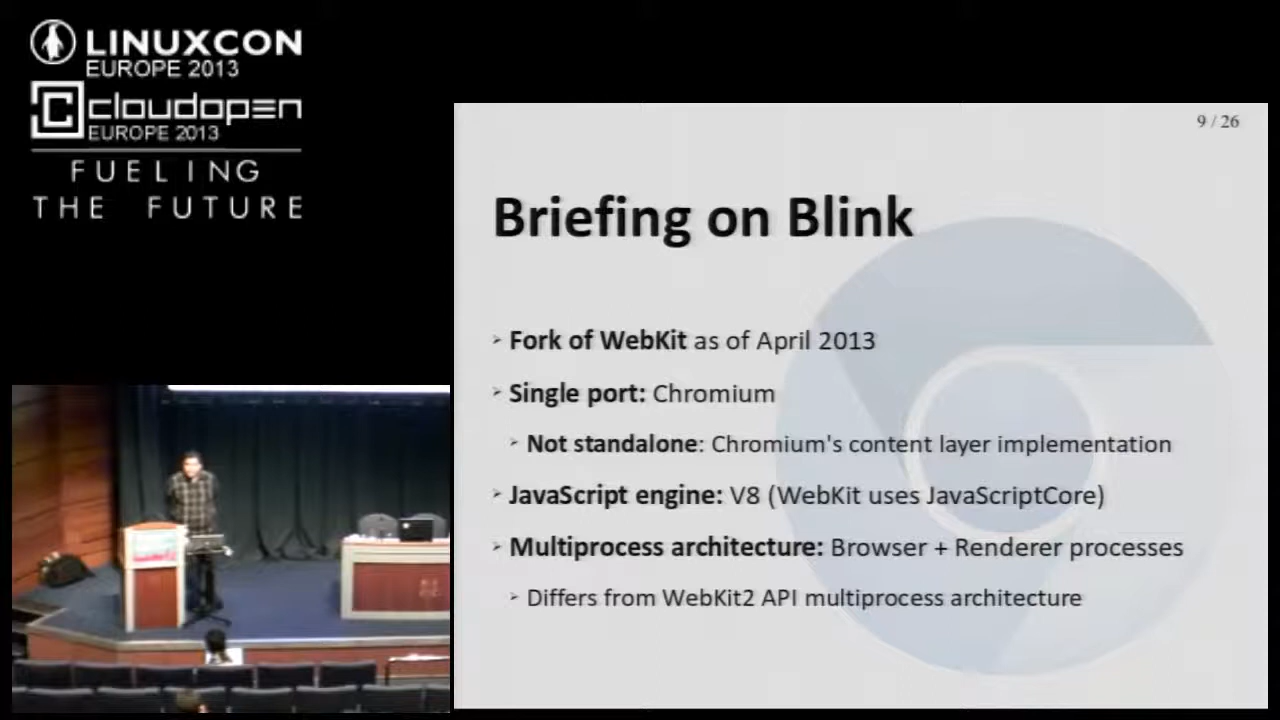 LINUXCON
EUROPE 2013
cloudopen
EUROPE 2013
FUELING
THE FUTURE
9 / 26
Briefing on Blink
Fork of WebKit as of April 2013
Single port: Chromium
Not standalone: Chromium's content layer implementation
JavaScript engine: V8 (WebKit uses JavaScriptCore)
Multiprocess architecture: Browser + Renderer processes
Differs from WebKit2 API multiprocess architecture